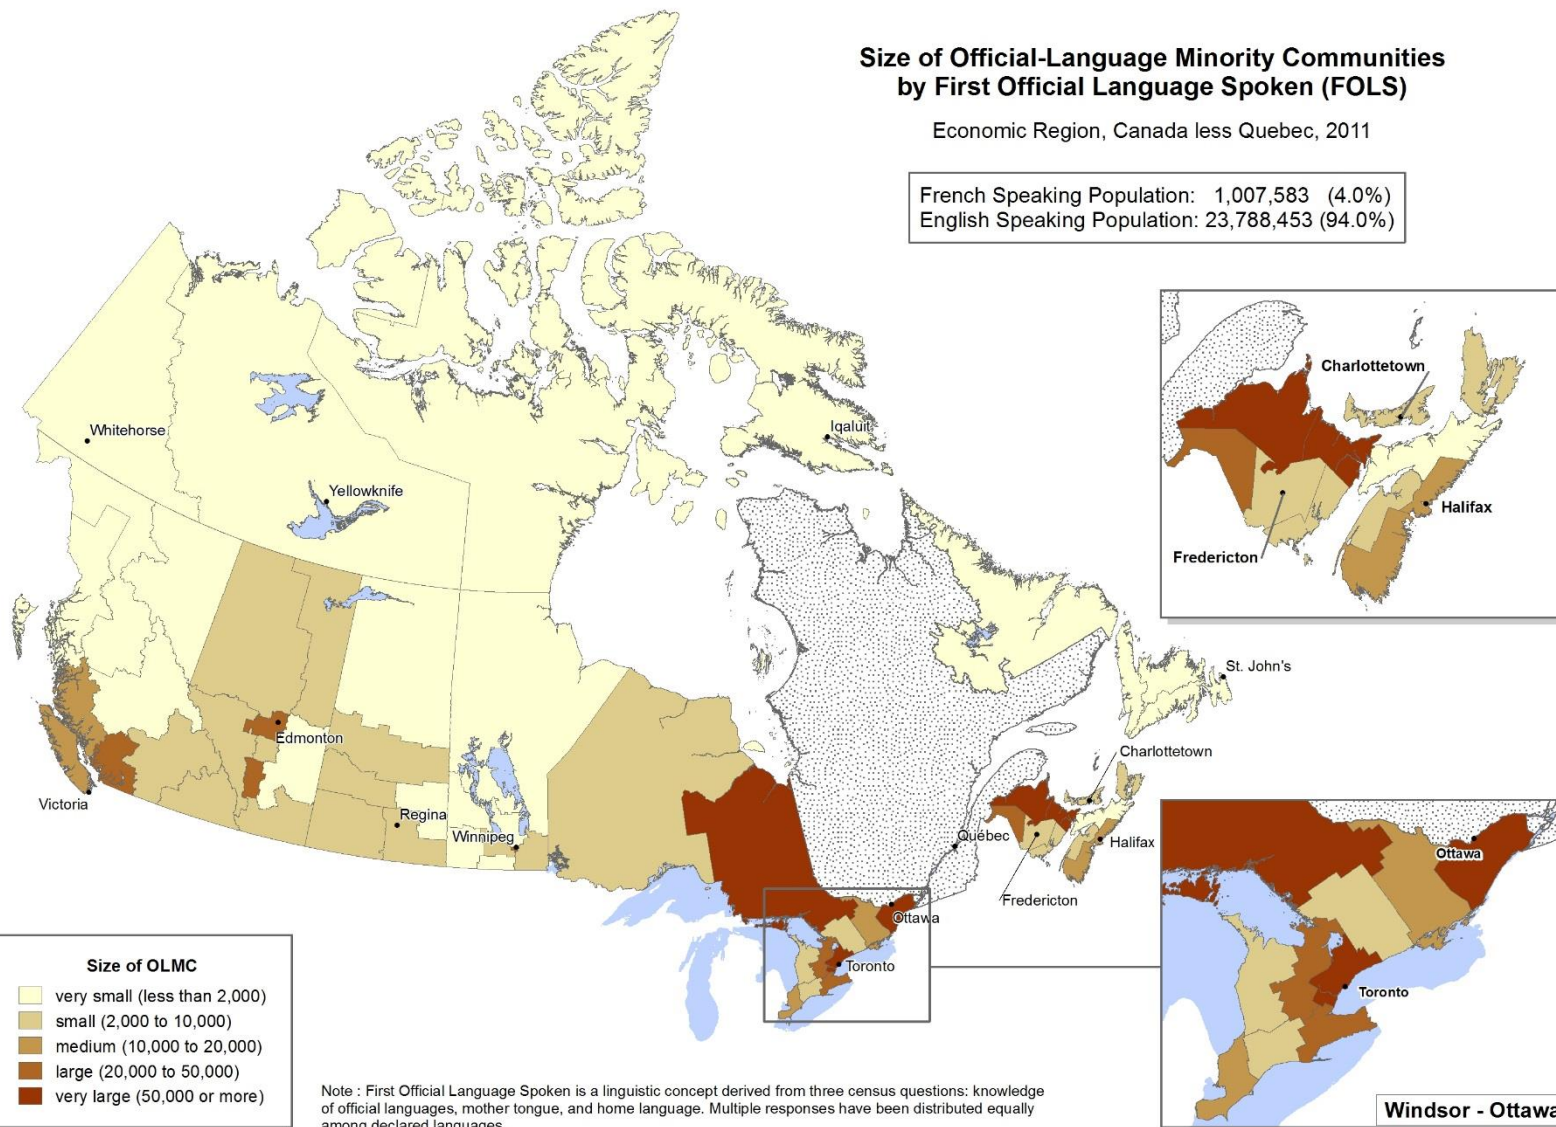 Size of Official-Language Minority Communities
by First Official Language Spoken (FOLS)
Economic Region, Canada less Quebec, 2011
French Speaking Population: 1,007,583 (4.0%)
English Speaking Population: 23,788,453 (94.0%)
Charlottetown
Halifax
Fredericton
Whitehorse
Iqaluit
Yellowknife
St. John's
Edmonton
Charlottetown
Victoria
Regina
Winnipeg
Québec
Halifax
Fredericton
Ottawa
Toronto
Ottawa
Toronto
Windsor - Ottawa
Size of OLMC
very small (less than 2,000)
small (2,000 to 10,000)
medium (10,000 to 20,000)
large (20,000 to 50,000)
very large (50,000 or more)
Note : First Official Language Spoken is a linguistic concept derived from three census questions: knowledge
of official languages, mother tongue, and home language. Multiple responses have been distributed equally
among declared languages